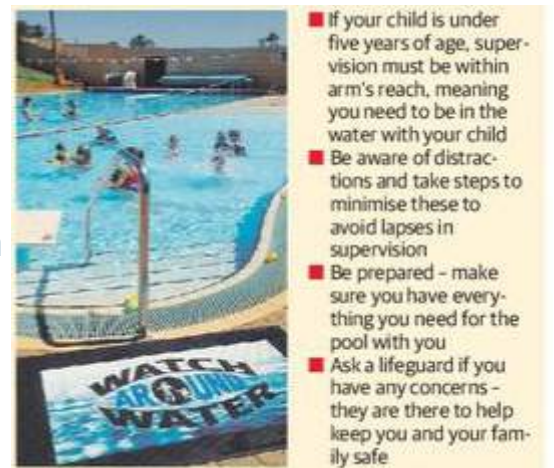 If your child is under
five years of age, super-
vision must be within
arm's reach, meaning
you need to be in the
water with your child
Be aware of distrac-
tions and take steps to
minimise these to
avoid lapses in
supervision
Be prepared – make
sure you have every-
thing you need for the
pool with you
Ask a lifeguard if you
have any concerns –
they are there to help
keep you and your fam-
ily safe
WATCH
AROUND
WATER